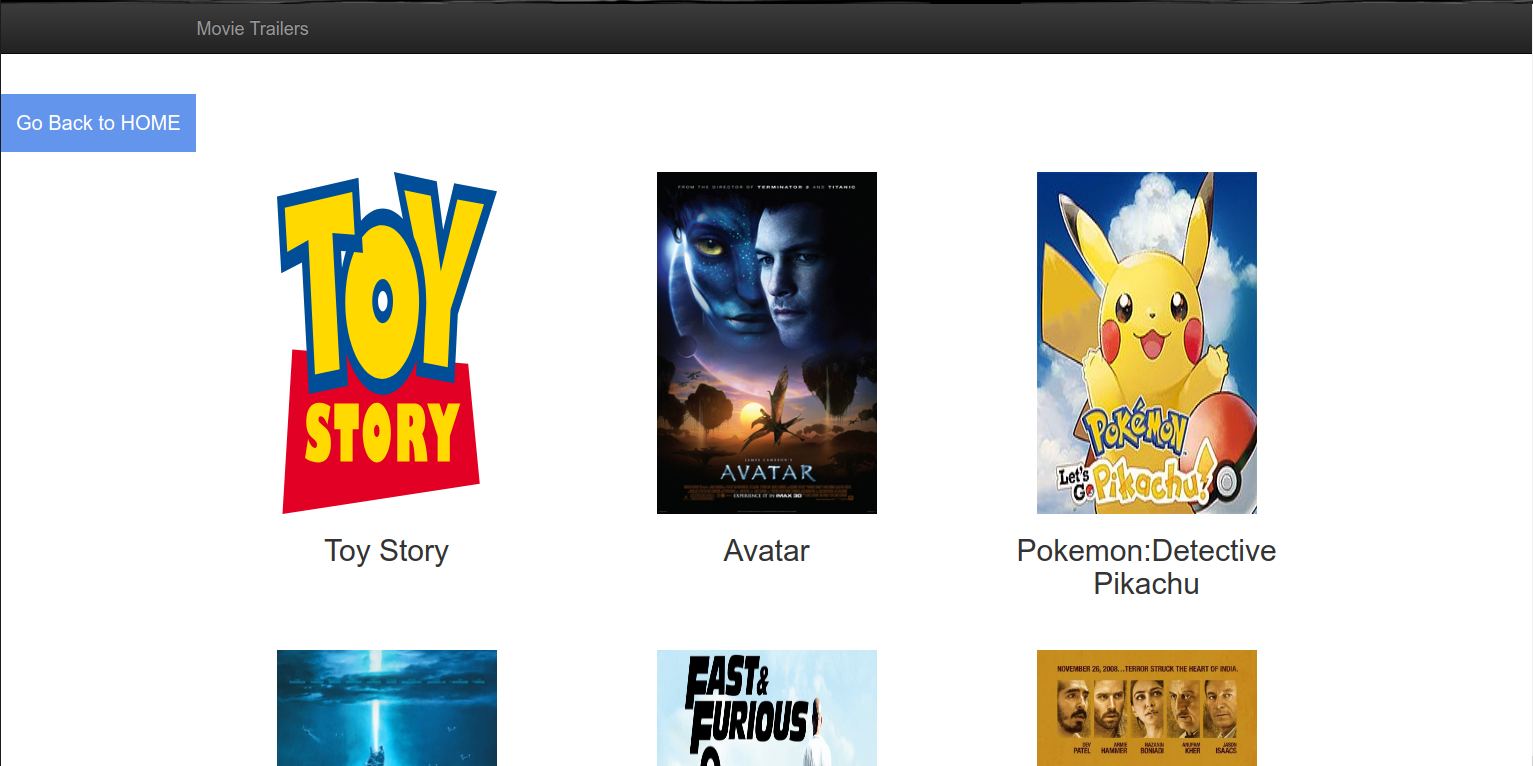 Movie Trailers
Go Back to HOME
TOY
STORY
FROM THE DIRECTOR OF TERMINATOR 2 AND TITANIC
JAMES CAMERON'S
AVATAR
EXPERIENCE IT IN IMAX 3D
POKéMON
Let's
Go Pikachu!
Toy Story
Avatar
Pokemon:Detective
Pikachu
FAST &
FURIOUS
NOVEMBER 26, 2008...TERROR STRUCK THE HEART OF INDIA.
DEV
PATEL
ARMIE
HAMMER
NAZANIN
BONIADI
ANUPAM
KHER
JASON
ISAACS